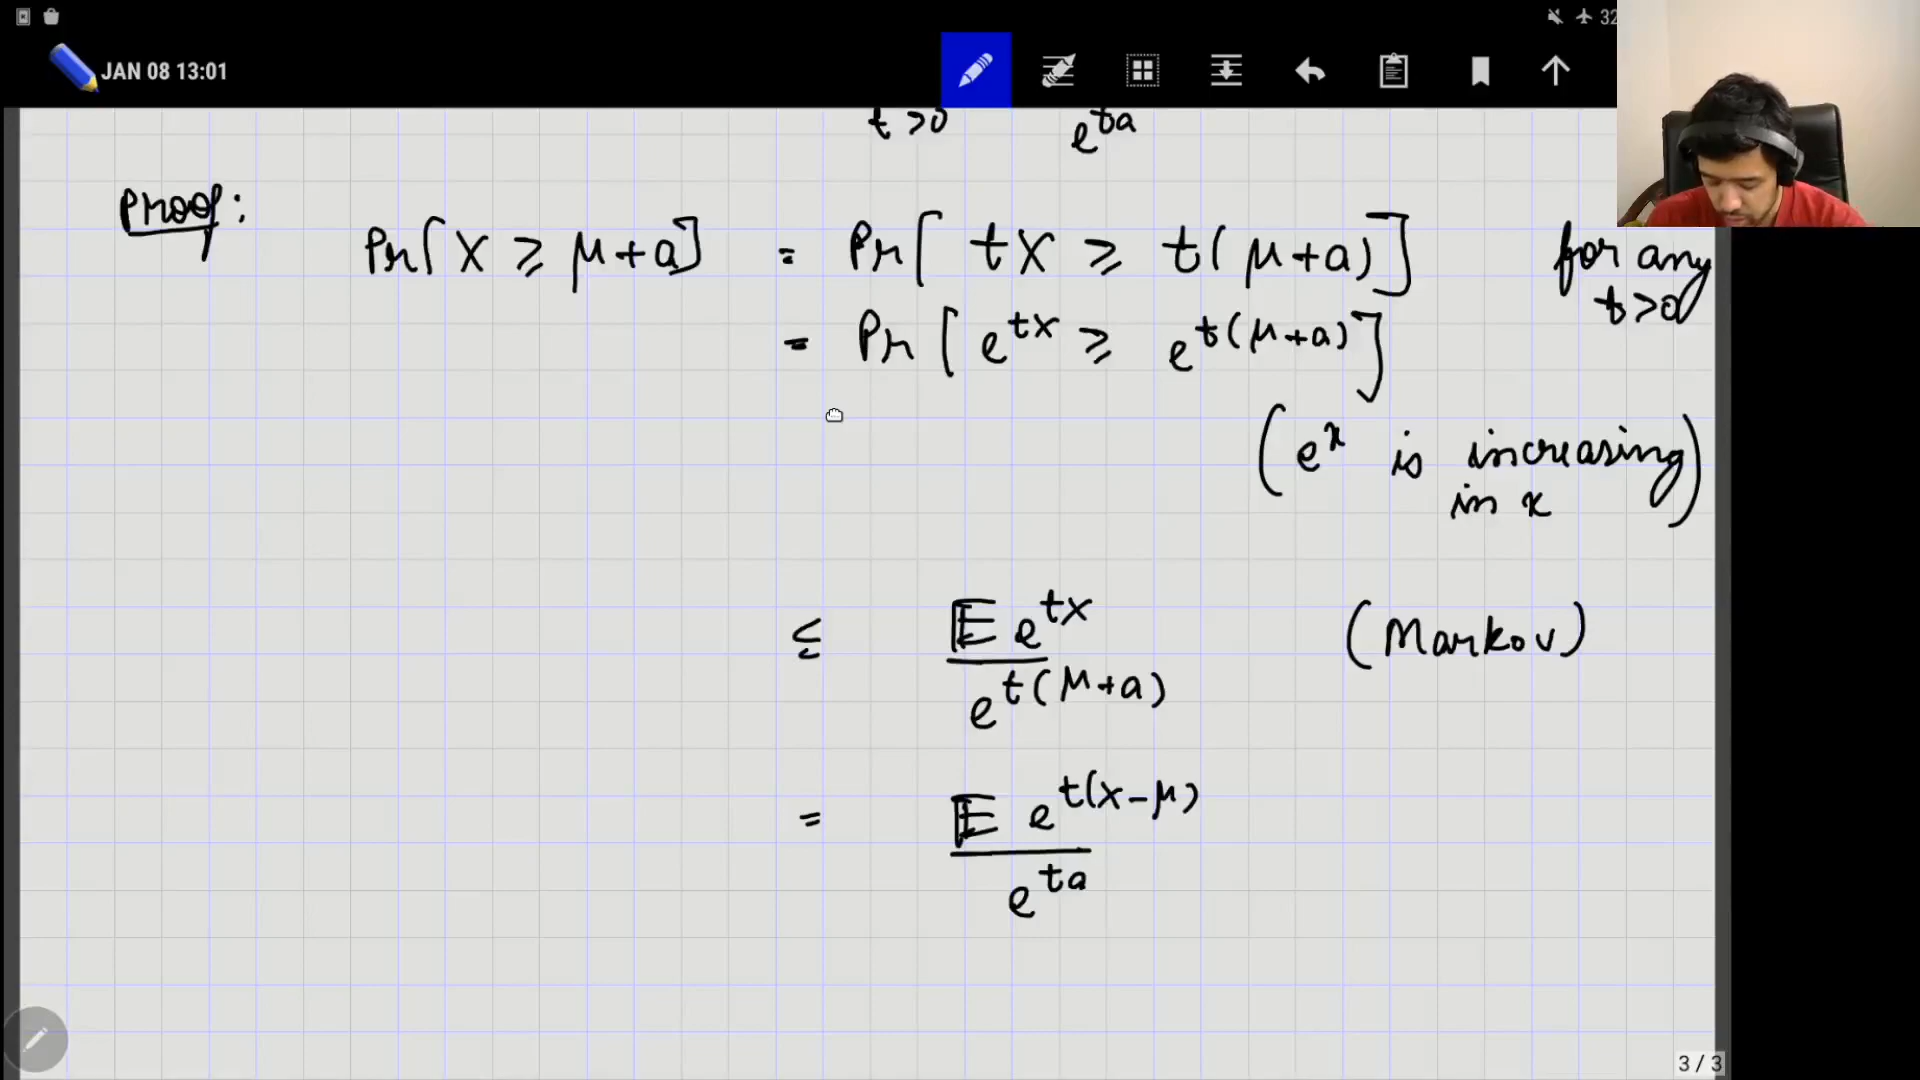 32
JAN 08 13:01
t > 0 e^{ta}
Proof:
Pr[ X ≥ μ+a ] = Pr[ tX ≥ t(μ+a) ] for any t>0
= Pr[ e^{tX} ≥ e^{t(μ+a)} ]
( e^x is increasing in x )
≤ 𝔼 e^{tX} / e^{t(μ+a)} (Markov)
= 𝔼 e^{t(X-μ)} / e^{ta}
3 / 3